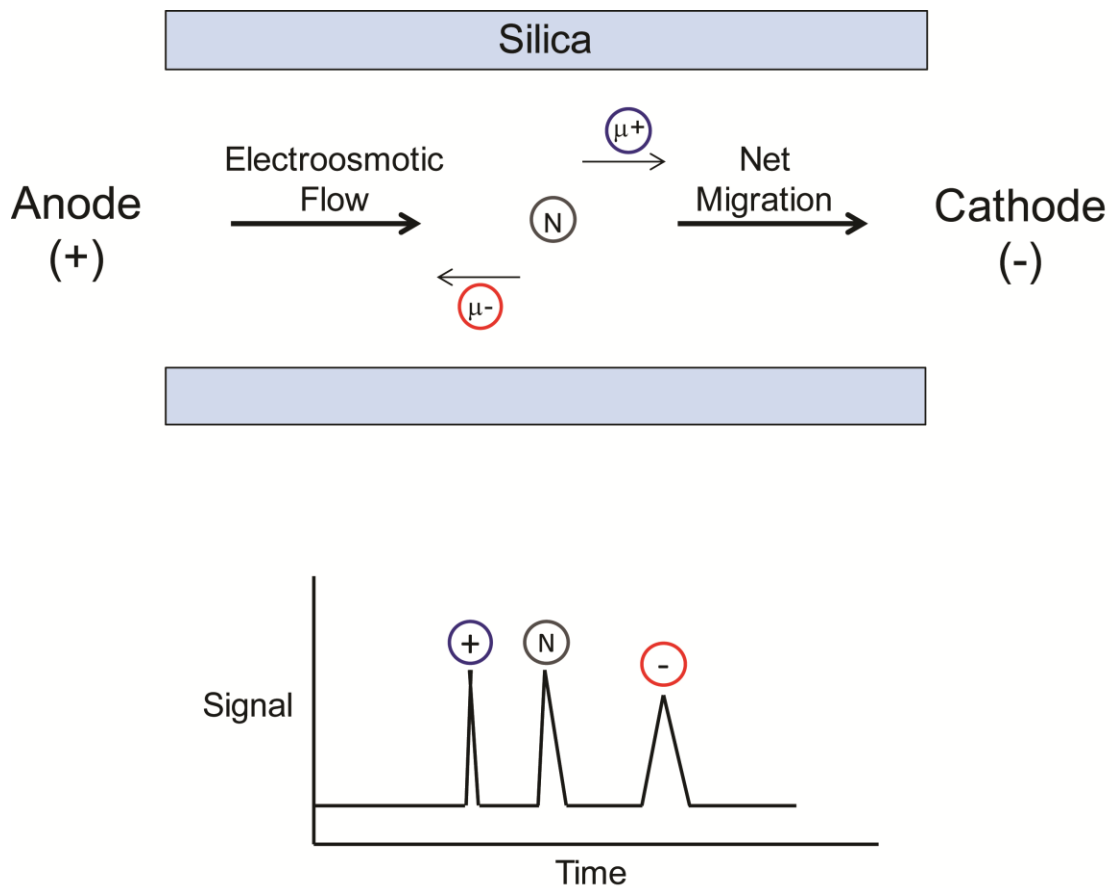 Silica
μ+
Electroosmotic
Flow
Net
Migration
Anode
(+)
N
Cathode
(-)
μ-
+
N
-
Signal
Time